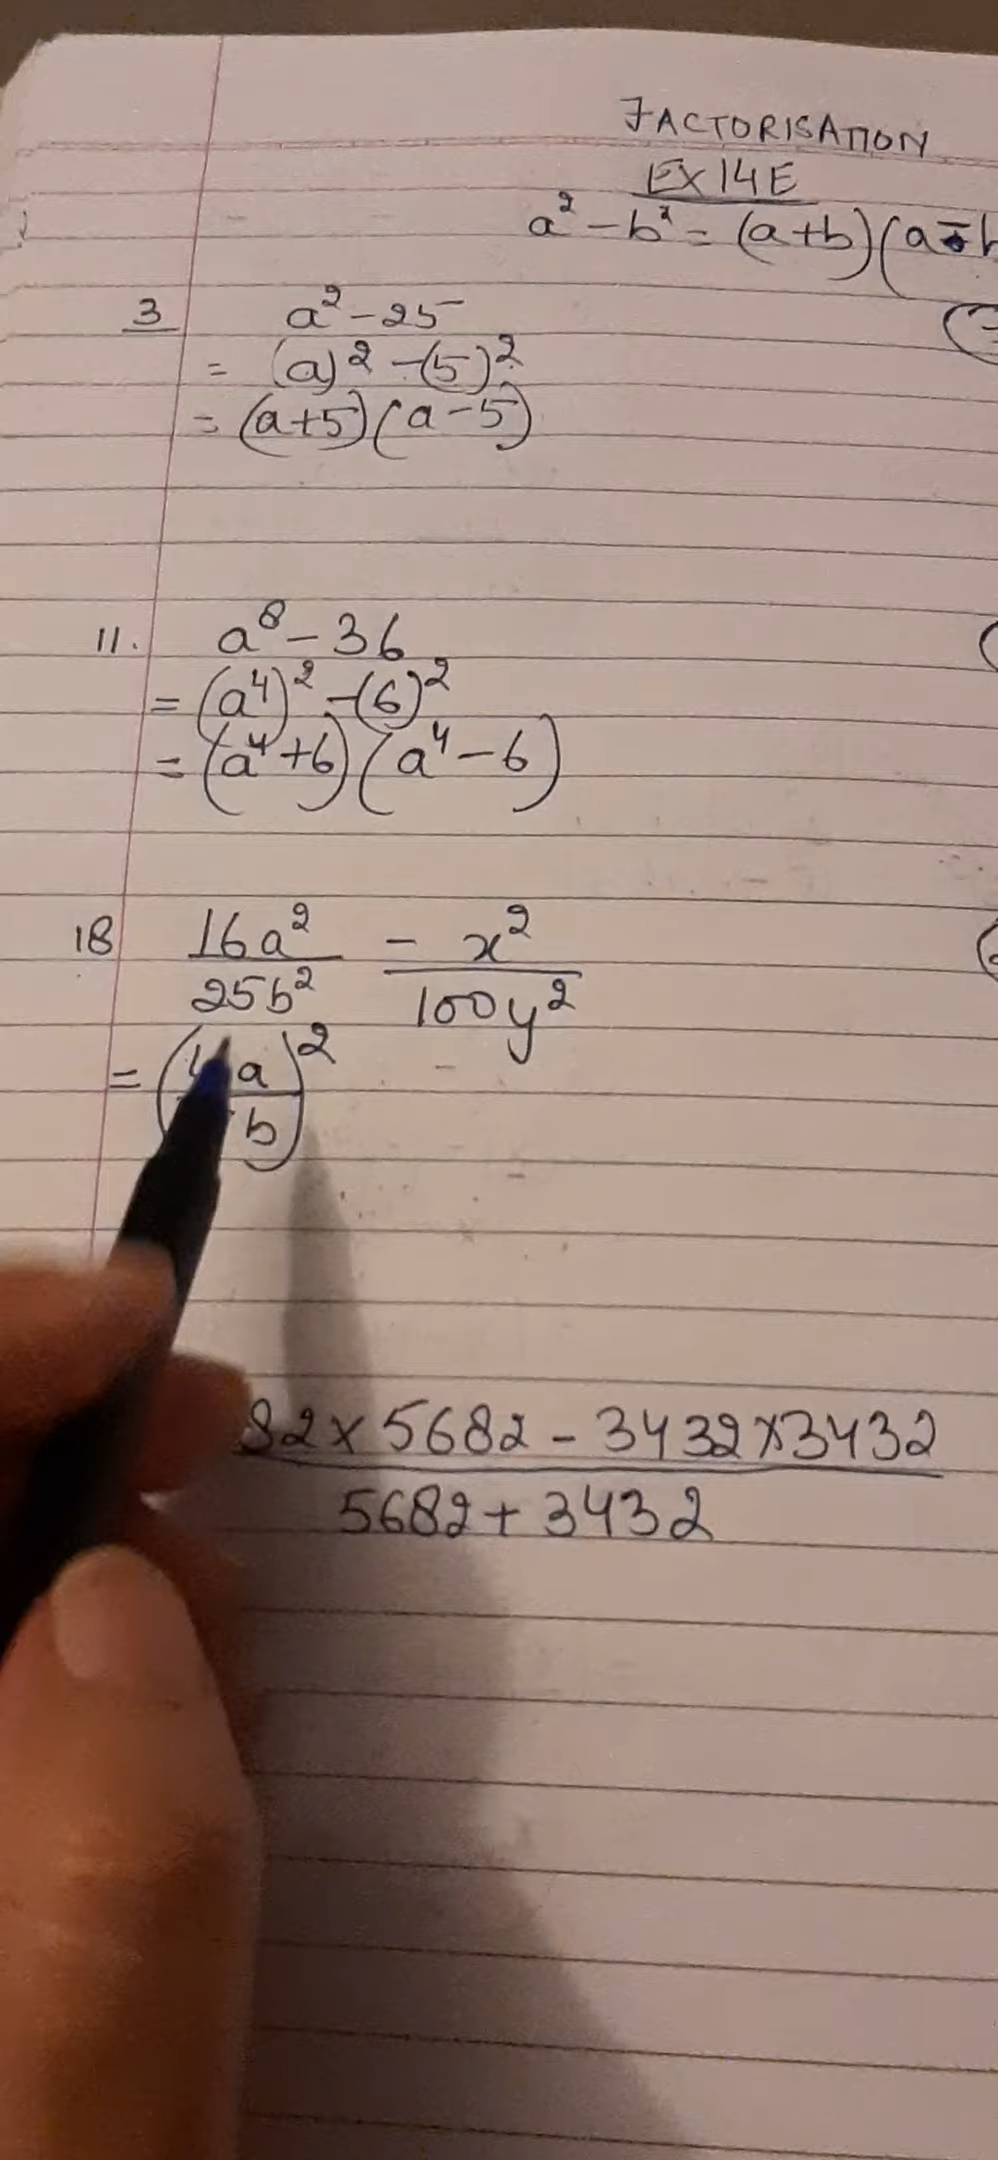 FACTORISATION
EX 14E
a² - b² = (a+b)(a-b
3 a² - 25
= (a)² - (5)²
= (a+5)(a-5)
11. a⁸ - 36
= (a⁴)² - (6)²
= (a⁴+6)(a⁴-6)
18 16a²/25b² - x²/100y²
= (4a/b)²
82×5682 - 3432×3432
5682 + 3432